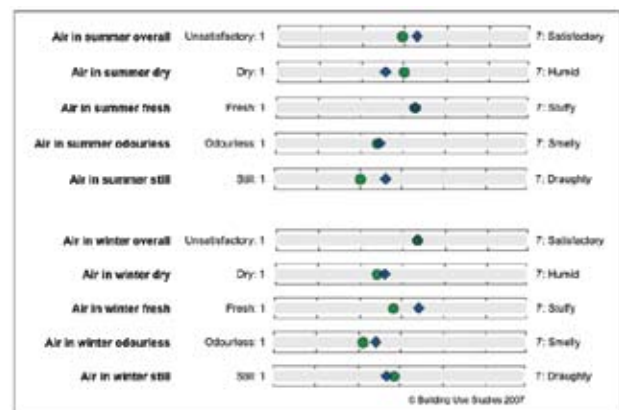 Air in summer overall Unsatisfactory: 1 7: Satisfactory
Air in summer dry Dry: 1 7: Humid
Air in summer fresh Fresh: 1 7: Stuffy
Air in summer odourless Odourless: 1 7: Smelly
Air in summer still Still: 1 7: Draughty
Air in winter overall Unsatisfactory: 1 7: Satisfactory
Air in winter dry Dry: 1 7: Humid
Air in winter fresh Fresh: 1 7: Stuffy
Air in winter odourless Odourless: 1 7: Smelly
Air in winter still Still: 1 7: Draughty
© Building Use Studies 2007